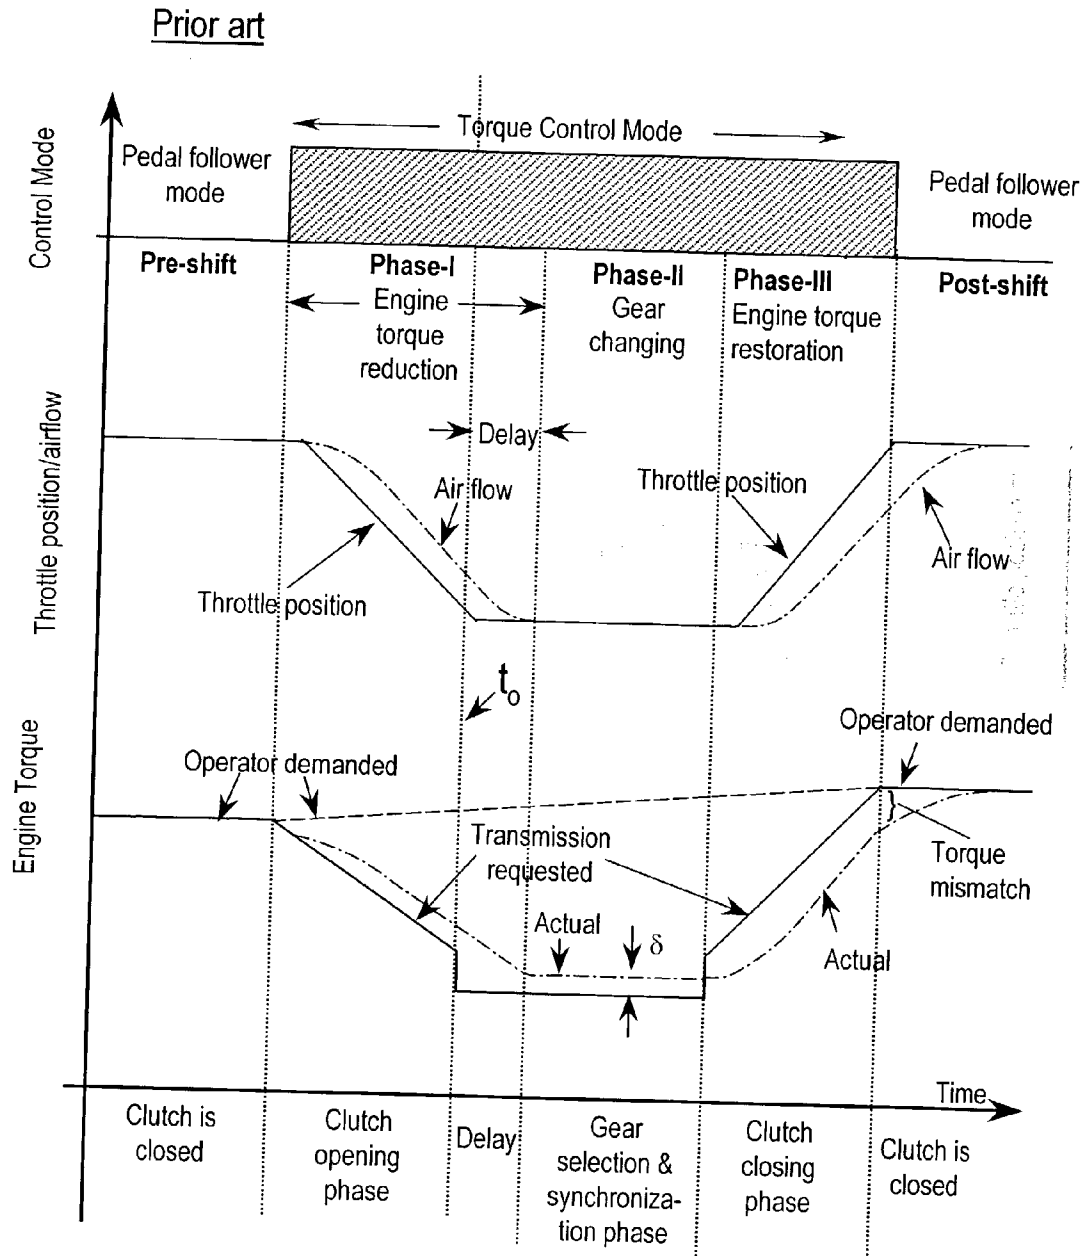 Prior art
Torque Control Mode
Control Mode
Pedal follower
mode
Pedal follower
mode
Pre-shift
Phase-I
Engine
torque
reduction
Phase-II
Gear
changing
Phase-III
Engine torque
restoration
Post-shift
Throttle position/airflow
Delay
Air flow
Throttle position
Throttle position
Air flow
to
Engine Torque
Operator demanded
Operator demanded
Transmission
requested
Torque
mismatch
Actual
δ
Actual
Time
Clutch is
closed
Clutch
opening
phase
Delay
Gear
selection &
synchroniza-
tion phase
Clutch
closing
phase
Clutch is
closed